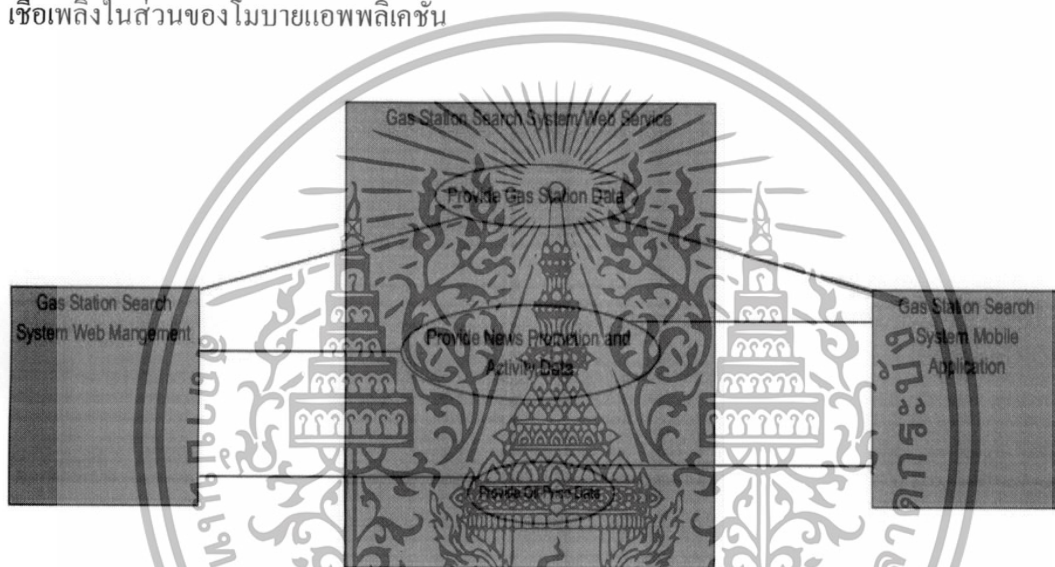 เชื้อเพลิงในส่วนของโมบายแอพพลิเคชั่น
Gas Station Search System Web Service
Provide Gas Station Data
Gas Station Search
System Web Mangement
Provide News Promotion and
Activity Data
Gas Station Search
System Mobile
Application
Provide Oil Price Data